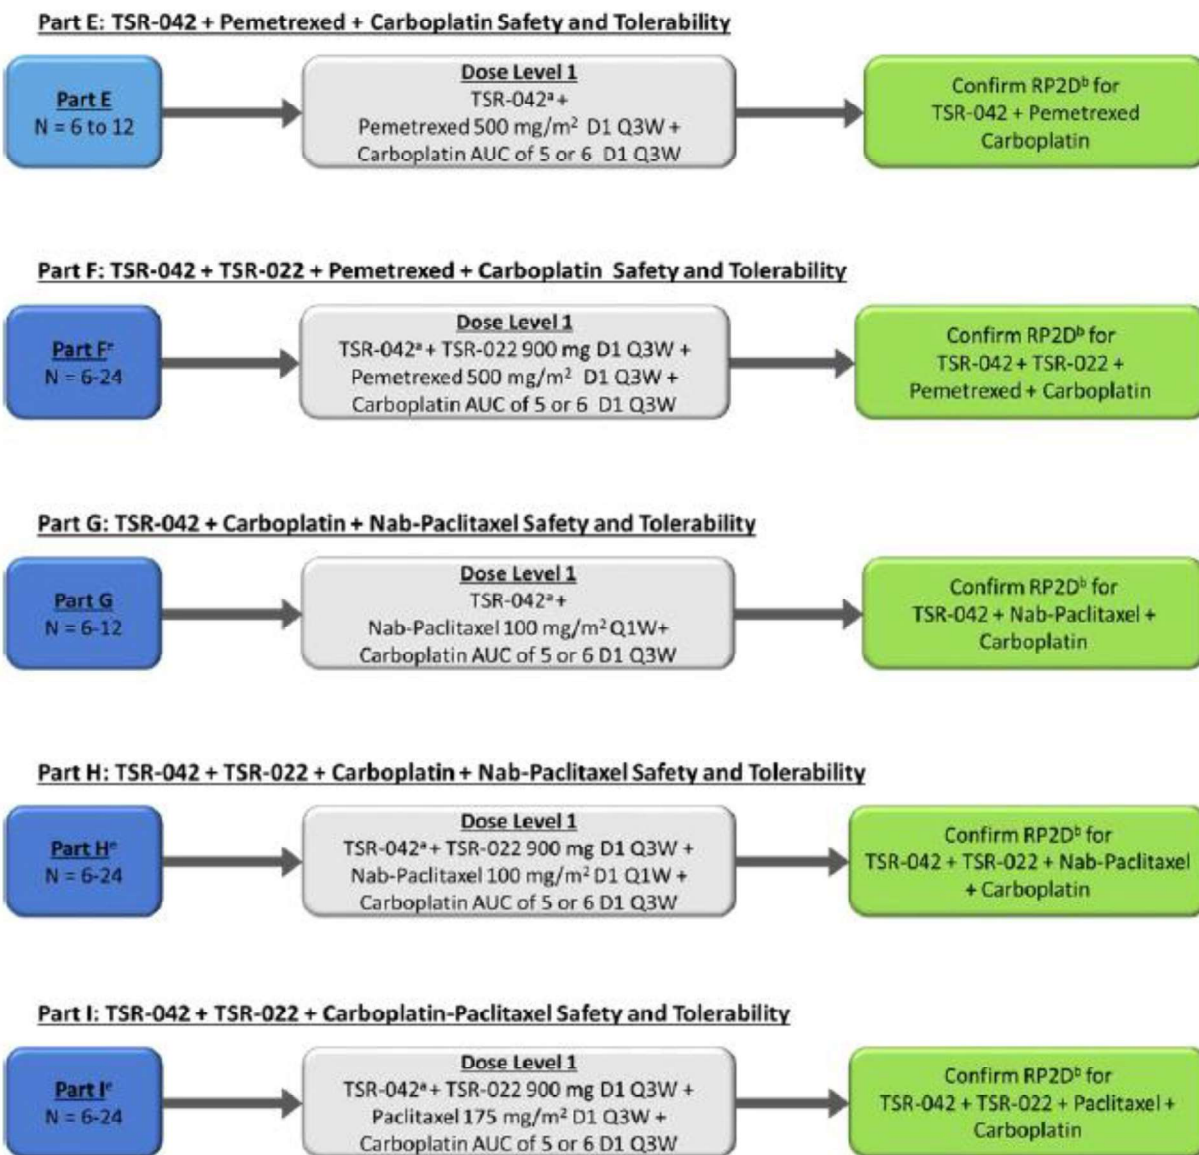 Part E: TSR-042 + Pemetrexed + Carboplatin Safety and Tolerability
Part E
N = 6 to 12
Dose Level 1
TSR-042ᵃ +
Pemetrexed 500 mg/m² D1 Q3W +
Carboplatin AUC of 5 or 6 D1 Q3W
Confirm RP2Dᵇ for
TSR-042 + Pemetrexed
Carboplatin
Part F: TSR-042 + TSR-022 + Pemetrexed + Carboplatin Safety and Tolerability
Part Fᵉ
N = 6-24
Dose Level 1
TSR-042ᵃ + TSR-022 900 mg D1 Q3W +
Pemetrexed 500 mg/m² D1 Q3W +
Carboplatin AUC of 5 or 6 D1 Q3W
Confirm RP2Dᵇ for
TSR-042 + TSR-022 +
Pemetrexed + Carboplatin
Part G: TSR-042 + Carboplatin + Nab-Paclitaxel Safety and Tolerability
Part G
N = 6-12
Dose Level 1
TSR-042ᵃ +
Nab-Paclitaxel 100 mg/m² Q1W+
Carboplatin AUC of 5 or 6 D1 Q3W
Confirm RP2Dᵇ for
TSR-042 + Nab-Paclitaxel +
Carboplatin
Part H: TSR-042 + TSR-022 + Carboplatin + Nab-Paclitaxel Safety and Tolerability
Part Hᵉ
N = 6-24
Dose Level 1
TSR-042ᵃ + TSR-022 900 mg D1 Q3W +
Nab-Paclitaxel 100 mg/m² D1 Q1W +
Carboplatin AUC of 5 or 6 D1 Q3W
Confirm RP2Dᵇ for
TSR-042 + TSR-022 + Nab-Paclitaxel
+ Carboplatin
Part I: TSR-042 + TSR-022 + Carboplatin-Paclitaxel Safety and Tolerability
Part Iᵉ
N = 6-24
Dose Level 1
TSR-042ᵃ + TSR-022 900 mg D1 Q3W +
Paclitaxel 175 mg/m² D1 Q3W +
Carboplatin AUC of 5 or 6 D1 Q3W
Confirm RP2Dᵇ for
TSR-042 + TSR-022 + Paclitaxel +
Carboplatin